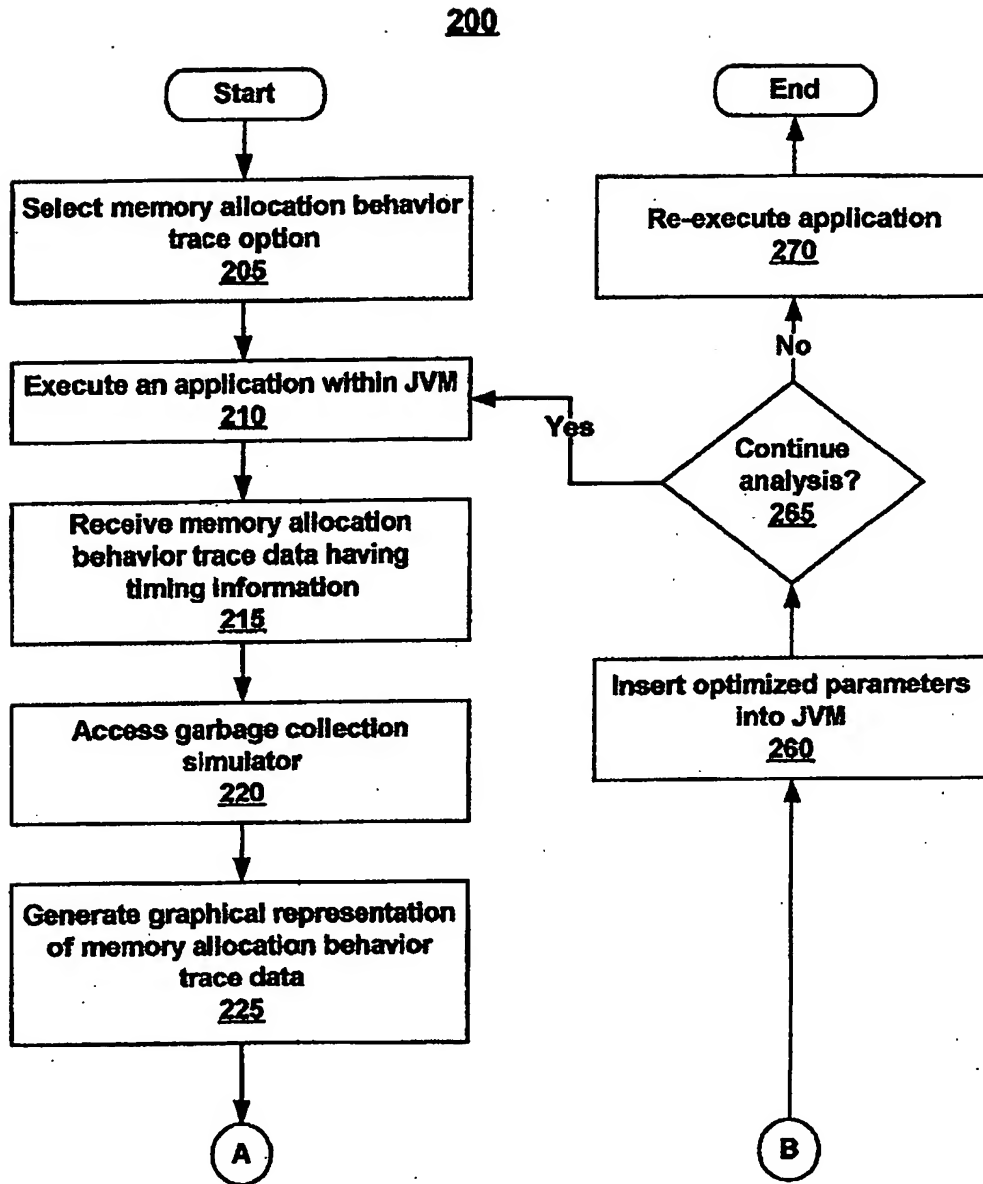 200
Start
Select memory allocation behavior
trace option
205
Execute an application within JVM
210
Receive memory allocation
behavior trace data having
timing information
215
Access garbage collection
simulator
220
Generate graphical representation
of memory allocation behavior
trace data
225
A
End
Re-execute application
270
No
Yes
Continue
analysis?
265
Insert optimized parameters
into JVM
260
B